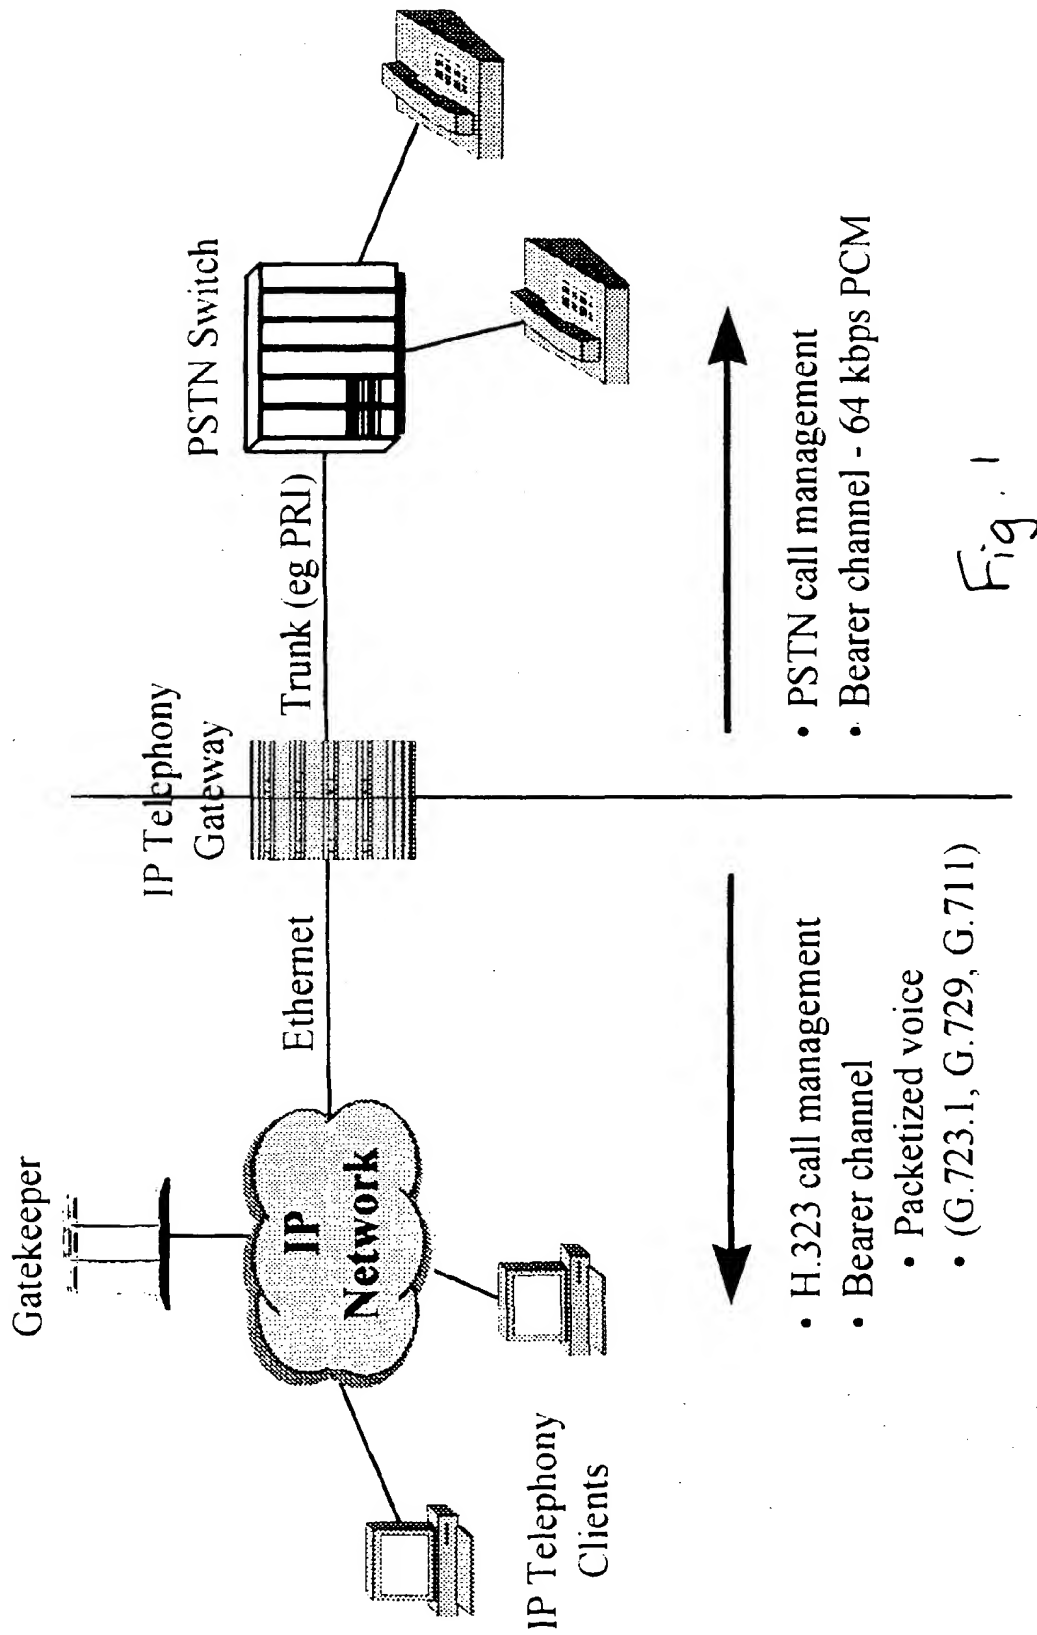 Gatekeeper
IP
Network
IP Telephony
Clients
Ethernet
IP Telephony
Gateway
Trunk (eg PRI)
PSTN Switch
• H.323 call management
• Bearer channel
• Packetized voice
• (G.723.1, G.729, G.711)
• PSTN call management
• Bearer channel - 64 kbps PCM
Fig. 1